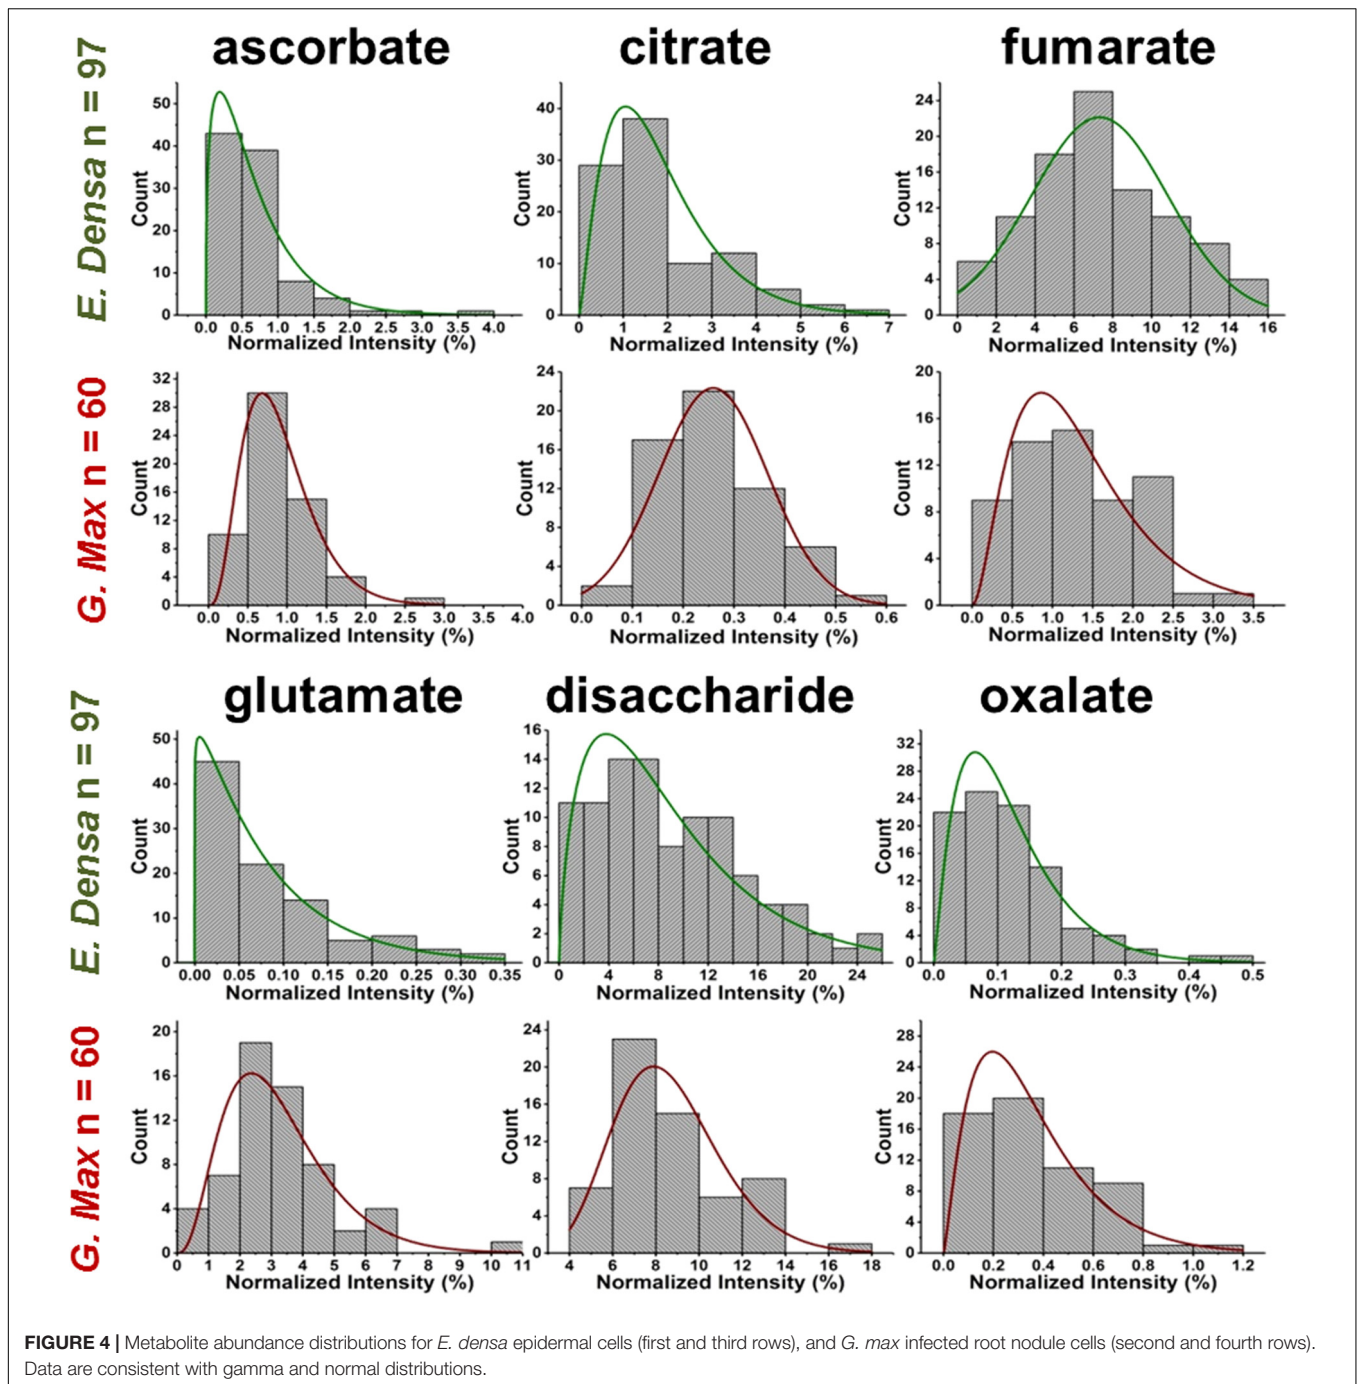 ascorbate citrate fumarate
E. Densa n = 97
Count
50
40
30
20
10
0
0.0 0.5 1.0 1.5 2.0 2.5 3.0 3.5 4.0
Normalized Intensity (%)
Count
40
30
20
10
0
0 1 2 3 4 5 6 7
Normalized Intensity (%)
Count
24
20
16
12
8
4
0
0 2 4 6 8 10 12 14 16
Normalized Intensity (%)
G. Max n = 60
Count
32
28
24
20
16
12
8
4
0
0.0 0.5 1.0 1.5 2.0 2.5 3.0 3.5 4.0
Normalized Intensity (%)
Count
24
20
16
12
8
4
0
0.0 0.1 0.2 0.3 0.4 0.5 0.6
Normalized Intensity (%)
Count
20
16
12
8
4
0
0.0 0.5 1.0 1.5 2.0 2.5 3.0 3.5
Normalized Intensity (%)
glutamate disaccharide oxalate
E. Densa n = 97
Count
50
40
30
20
10
0
0.00 0.05 0.10 0.15 0.20 0.25 0.30 0.35
Normalized Intensity (%)
Count
16
14
12
10
8
6
4
2
0
0 4 8 12 16 20 24
Normalized Intensity (%)
Count
32
28
24
20
16
12
8
4
0
0.0 0.1 0.2 0.3 0.4 0.5
Normalized Intensity (%)
G. Max n = 60
Count
20
16
12
8
4
0
0 1 2 3 4 5 6 7 8 9 10 11
Normalized Intensity (%)
Count
24
20
16
12
8
4
0
4 6 8 10 12 14 16 18
Normalized Intensity (%)
Count
28
24
20
16
12
8
4
0
0.0 0.2 0.4 0.6 0.8 1.0 1.2
Normalized Intensity (%)
FIGURE 4 | Metabolite abundance distributions for E. densa epidermal cells (first and third rows), and G. max infected root nodule cells (second and fourth rows).
Data are consistent with gamma and normal distributions.